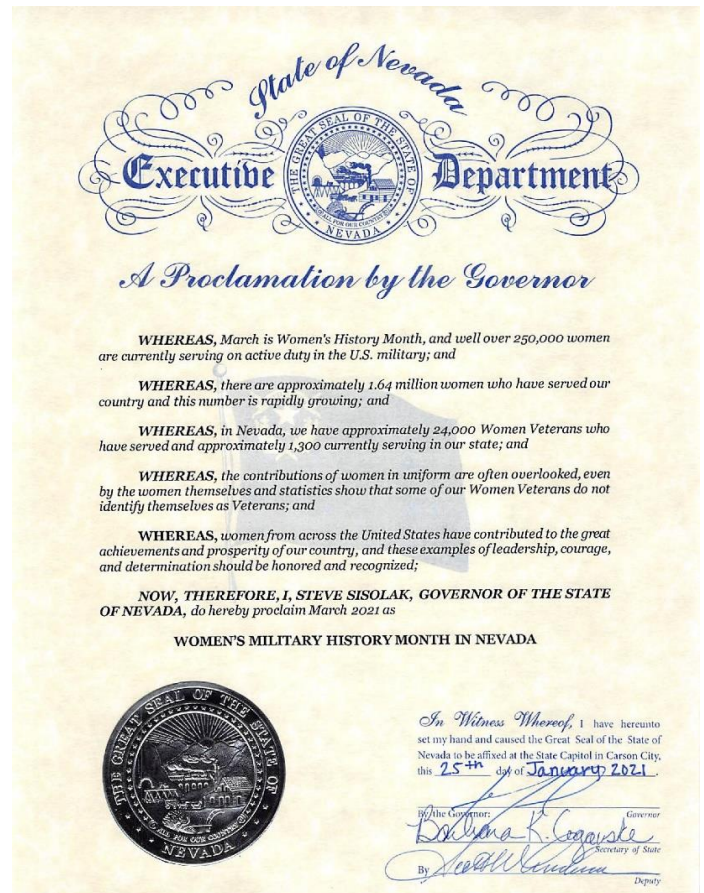 State of Nevada
THE GREAT SEAL OF THE STATE OF
Executive Department
ALL FOR OUR COUNTRY
NEVADA
A Proclamation by the Governor
WHEREAS, March is Women's History Month, and well over 250,000 women
are currently serving on active duty in the U.S. military; and
WHEREAS, there are approximately 1.64 million women who have served our
country and this number is rapidly growing; and
WHEREAS, in Nevada, we have approximately 24,000 Women Veterans who
have served and approximately 1,300 currently serving in our state; and
WHEREAS, the contributions of women in uniform are often overlooked, even
by the women themselves and statistics show that some of our Women Veterans do not
identify themselves as Veterans; and
WHEREAS, women from across the United States have contributed to the great
achievements and prosperity of our country, and these examples of leadership, courage,
and determination should be honored and recognized;
NOW, THEREFORE, I, STEVE SISOLAK, GOVERNOR OF THE STATE
OF NEVADA, do hereby proclaim March 2021 as
WOMEN'S MILITARY HISTORY MONTH IN NEVADA
THE GREAT SEAL OF THE STATE OF
ALL FOR OUR COUNTRY
NEVADA
In Witness Whereof, I have hereunto
set my hand and caused the Great Seal of the State of
Nevada to be affixed at the State Capitol in Carson City,
this 25th day of January 2021.
Governor
By the Governor:
Barbara K. Cegavske
Secretary of State
By
Deputy